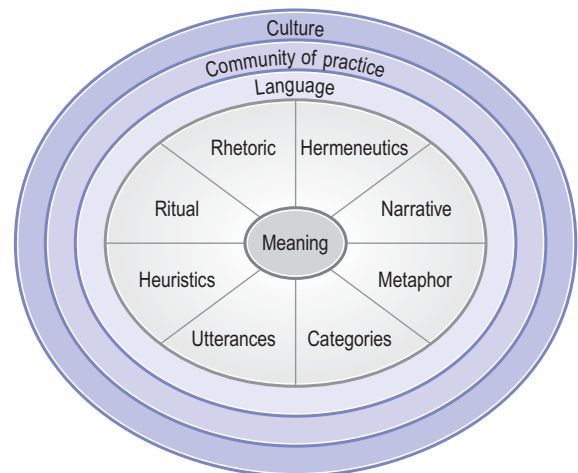 Culture
Community of practice
Language
Rhetoric Hermeneutics
Ritual Narrative
Meaning
Heuristics Metaphor
Utterances Categories